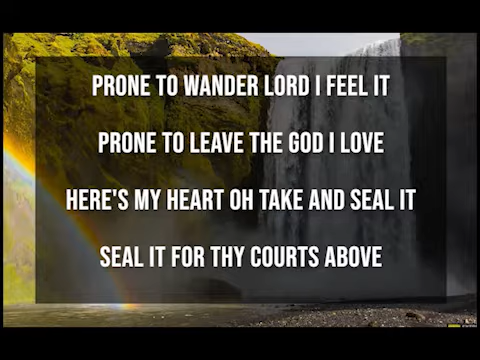 PRONE TO WANDER LORD I FEEL IT
PRONE TO LEAVE THE GOD I LOVE
HERE'S MY HEART OH TAKE AND SEAL IT
SEAL IT FOR THY COURTS ABOVE